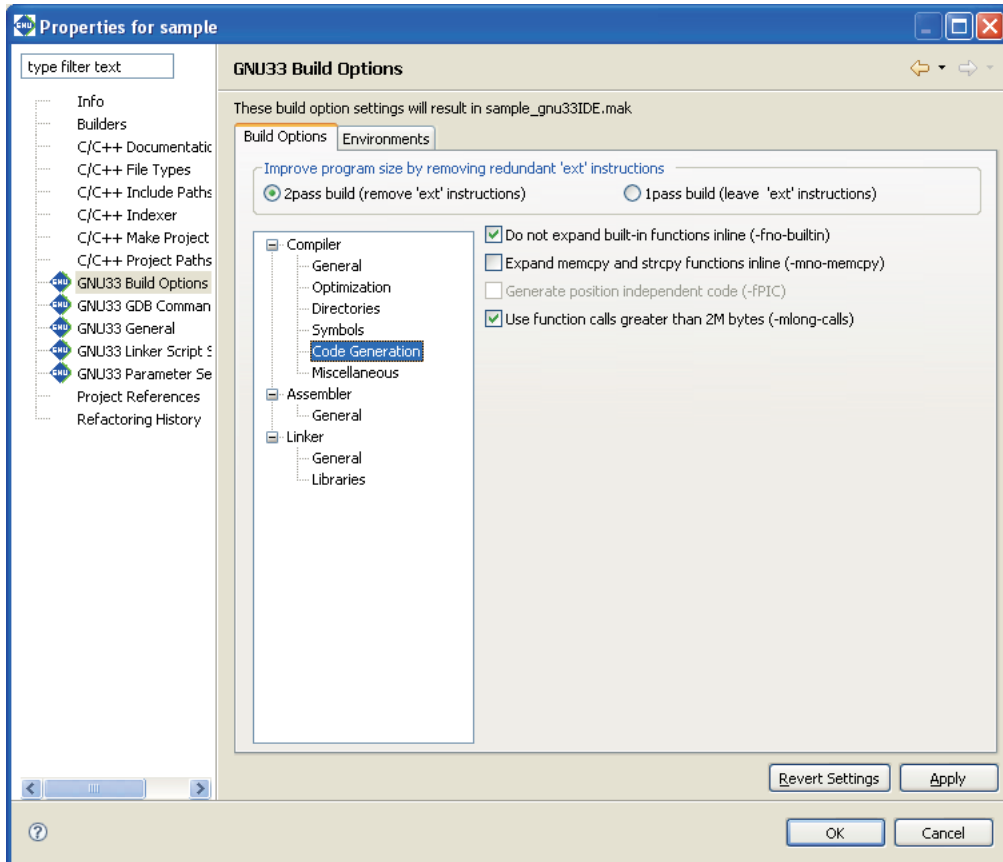 Properties for sample
type filter text
GNU33 Build Options
Info
Builders
C/C++ Documentatic
C/C++ File Types
C/C++ Include Paths
C/C++ Indexer
C/C++ Make Project
C/C++ Project Paths
GNU33 Build Options
GNU33 GDB Comman
GNU33 General
GNU33 Linker Script S
GNU33 Parameter Se
Project References
Refactoring History
These build option settings will result in sample_gnu33IDE.mak
Build Options Environments
Improve program size by removing redundant 'ext' instructions
2pass build (remove 'ext' instructions) 1pass build (leave 'ext' instructions)
Compiler
General
Optimization
Directories
Symbols
Code Generation
Miscellaneous
Assembler
General
Linker
General
Libraries
Do not expand built-in functions inline (-fno-builtin)
Expand memcpy and strcpy functions inline (-mno-memcpy)
Generate position independent code (-fPIC)
Use function calls greater than 2M bytes (-mlong-calls)
Revert Settings Apply
OK Cancel